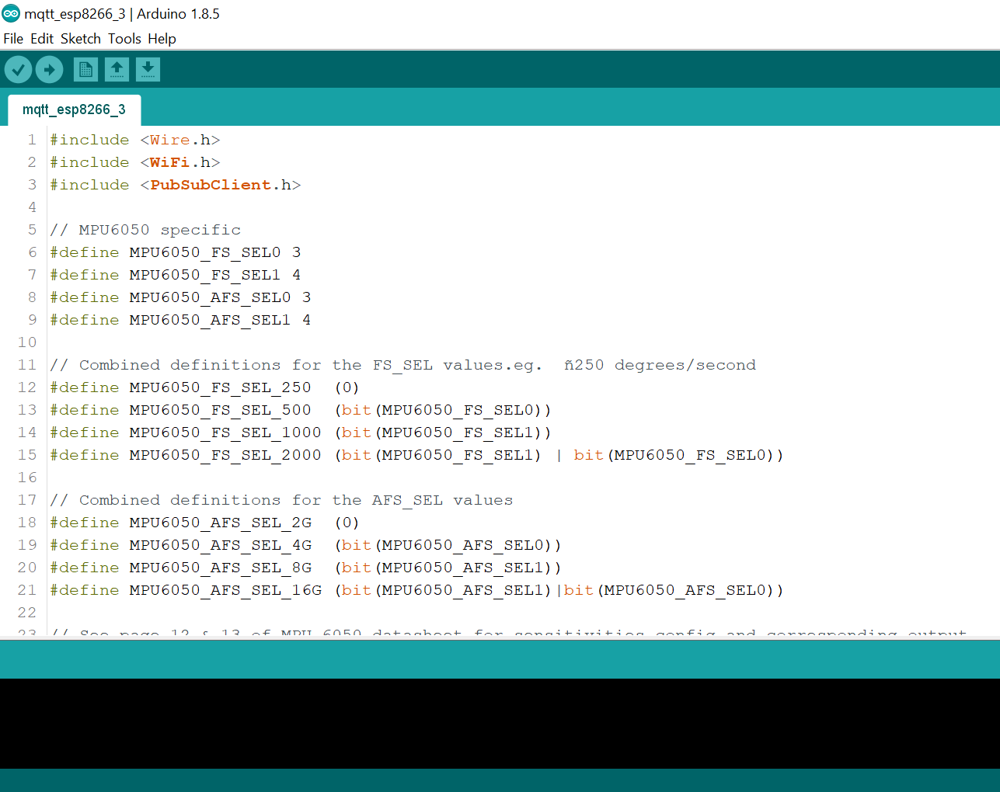 mqtt_esp8266_3 | Arduino 1.8.5
File Edit Sketch Tools Help
mqtt_esp8266_3
1 #include <Wire.h>
2 #include <WiFi.h>
3 #include <PubSubClient.h>
4
5 // MPU6050 specific
6 #define MPU6050_FS_SEL0 3
7 #define MPU6050_FS_SEL1 4
8 #define MPU6050_AFS_SEL0 3
9 #define MPU6050_AFS_SEL1 4
10
11 // Combined definitions for the FS_SEL values.eg.  ñ250 degrees/second
12 #define MPU6050_FS_SEL_250  (0)
13 #define MPU6050_FS_SEL_500  (bit(MPU6050_FS_SEL0))
14 #define MPU6050_FS_SEL_1000 (bit(MPU6050_FS_SEL1))
15 #define MPU6050_FS_SEL_2000 (bit(MPU6050_FS_SEL1) | bit(MPU6050_FS_SEL0))
16
17 // Combined definitions for the AFS_SEL values
18 #define MPU6050_AFS_SEL_2G  (0)
19 #define MPU6050_AFS_SEL_4G  (bit(MPU6050_AFS_SEL0))
20 #define MPU6050_AFS_SEL_8G  (bit(MPU6050_AFS_SEL1))
21 #define MPU6050_AFS_SEL_16G (bit(MPU6050_AFS_SEL1)|bit(MPU6050_AFS_SEL0))
22
23 // See page 12 & 13 of MPU 6050 datasheet for sensitivities config and corresponding output